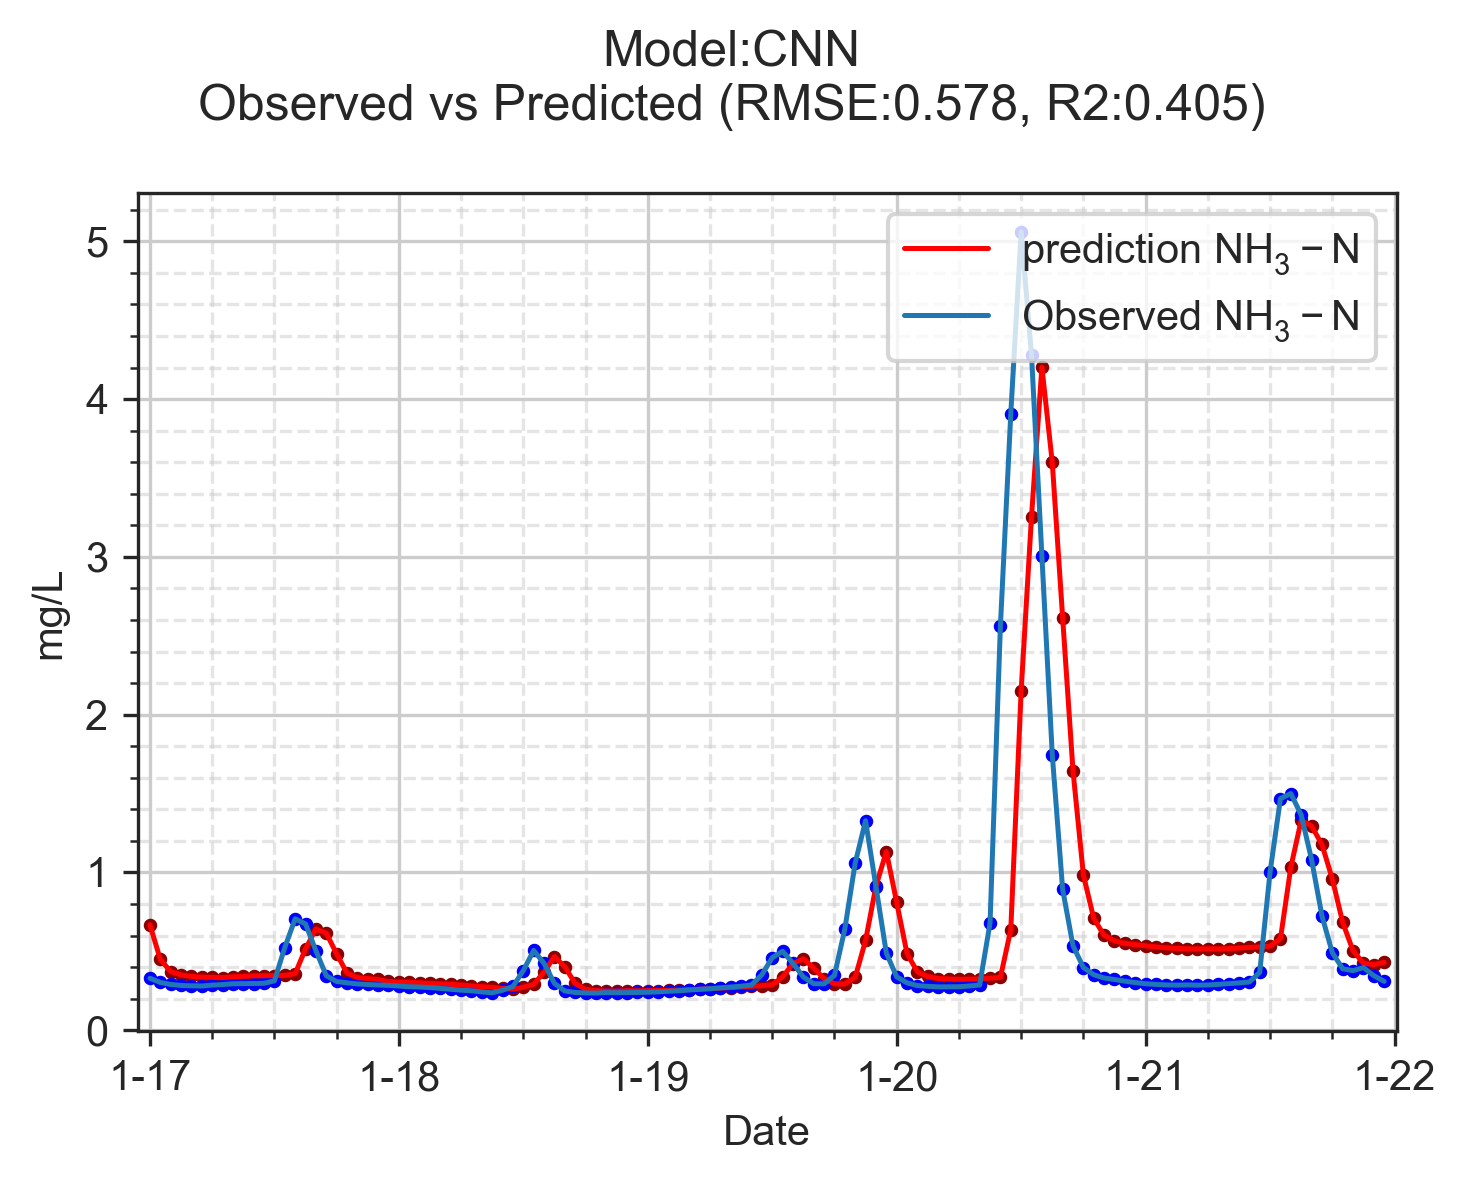 Model:CNN
Observed vs Predicted (RMSE:0.578, R2:0.405)
prediction NH₃ − N
Observed NH₃ − N
mg/L
5
4
3
2
1
0
1-17 1-18 1-19 1-20 1-21 1-22
Date